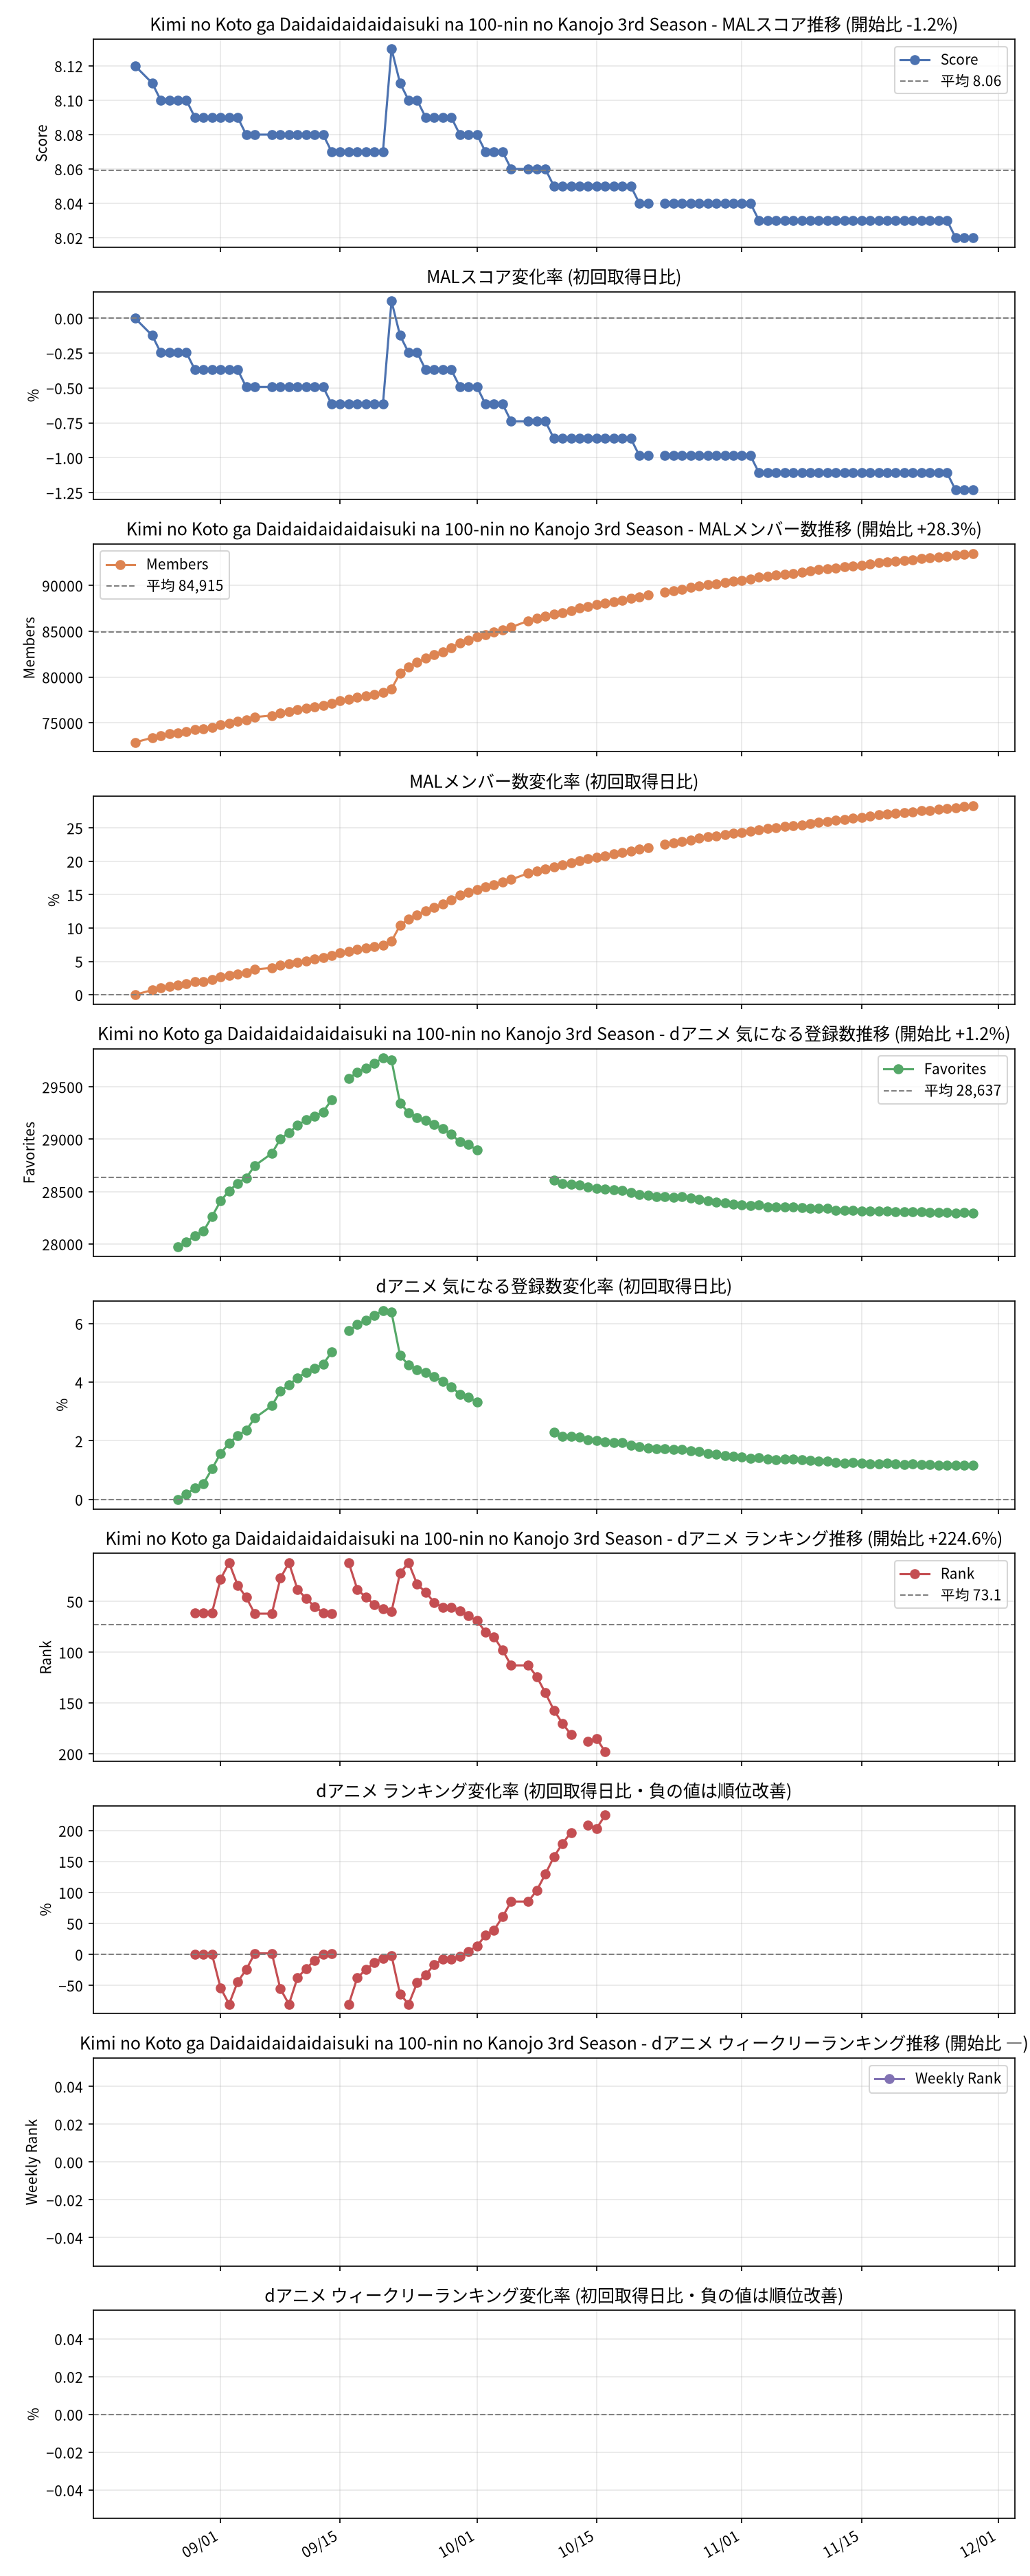 Kimi no Koto ga Daidaidaidaidaisuki na 100-nin no Kanojo 3rd Season - MALスコア推移 (開始比 -1.2%)
Score
平均 8.06
8.12
8.10
8.08
8.06
8.04
8.02
Score
MALスコア変化率 (初回取得日比)
0.00
−0.25
−0.50
−0.75
−1.00
−1.25
%
Kimi no Koto ga Daidaidaidaidaisuki na 100-nin no Kanojo 3rd Season - MALメンバー数推移 (開始比 +28.3%)
Members
平均 84,915
90000
85000
80000
75000
Members
MALメンバー数変化率 (初回取得日比)
25
20
15
10
5
0
%
Kimi no Koto ga Daidaidaidaidaisuki na 100-nin no Kanojo 3rd Season - dアニメ 気になる登録数推移 (開始比 +1.2%)
Favorites
平均 28,637
29500
29000
28500
28000
Favorites
dアニメ 気になる登録数変化率 (初回取得日比)
6
4
2
0
%
Kimi no Koto ga Daidaidaidaidaisuki na 100-nin no Kanojo 3rd Season - dアニメ ランキング推移 (開始比 +224.6%)
Rank
平均 73.1
50
100
150
200
Rank
dアニメ ランキング変化率 (初回取得日比・負の値は順位改善)
200
150
100
50
0
−50
%
Kimi no Koto ga Daidaidaidaidaisuki na 100-nin no Kanojo 3rd Season - dアニメ ウィークリーランキング推移 (開始比 —)
Weekly Rank
0.04
0.02
0.00
−0.02
−0.04
Weekly Rank
dアニメ ウィークリーランキング変化率 (初回取得日比・負の値は順位改善)
0.04
0.02
0.00
−0.02
−0.04
%
09/01
09/15
10/01
10/15
11/01
11/15
12/01